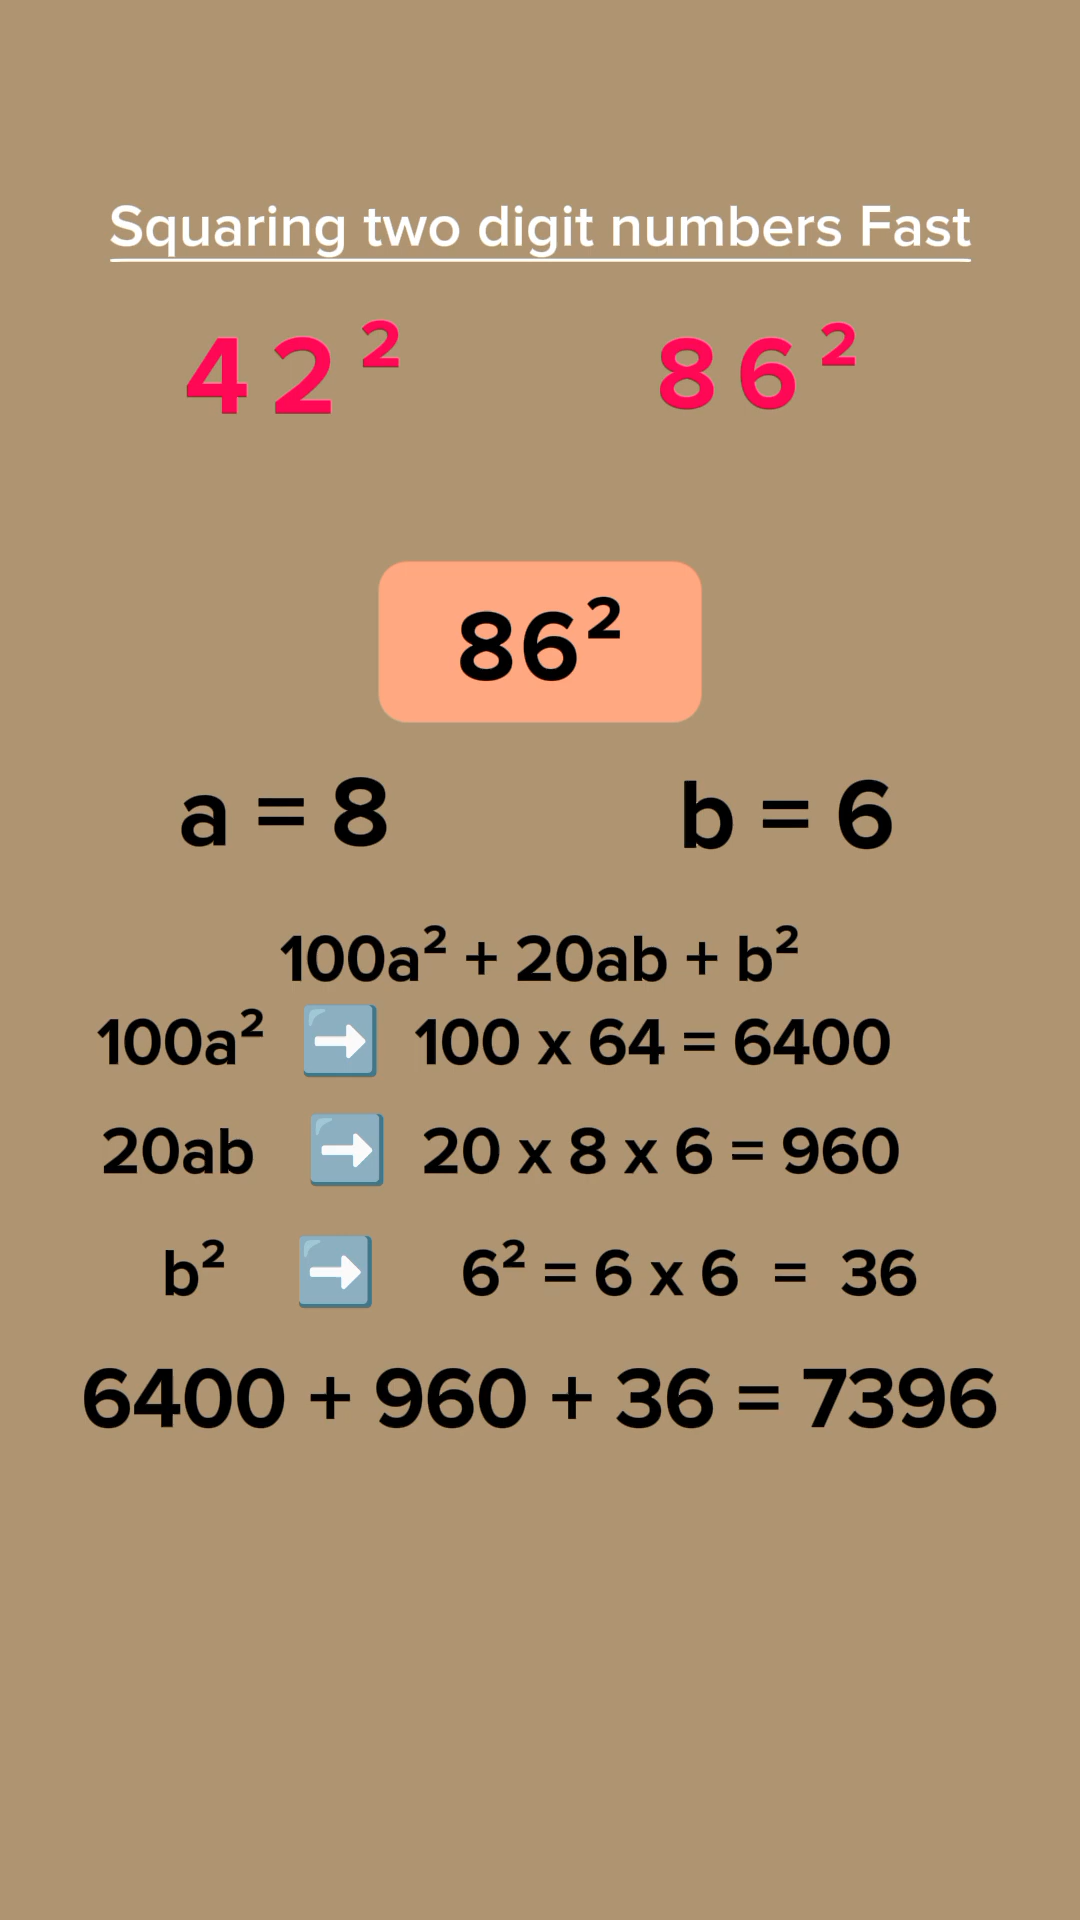 Squaring two digit numbers Fast
42² 86²
86²
a = 8 b = 6
100a² + 20ab + b²
100a² ➡️ 100 x 64 = 6400
20ab ➡️ 20 x 8 x 6 = 960
b² ➡️ 6² = 6 x 6 = 36
6400 + 960 + 36 = 7396